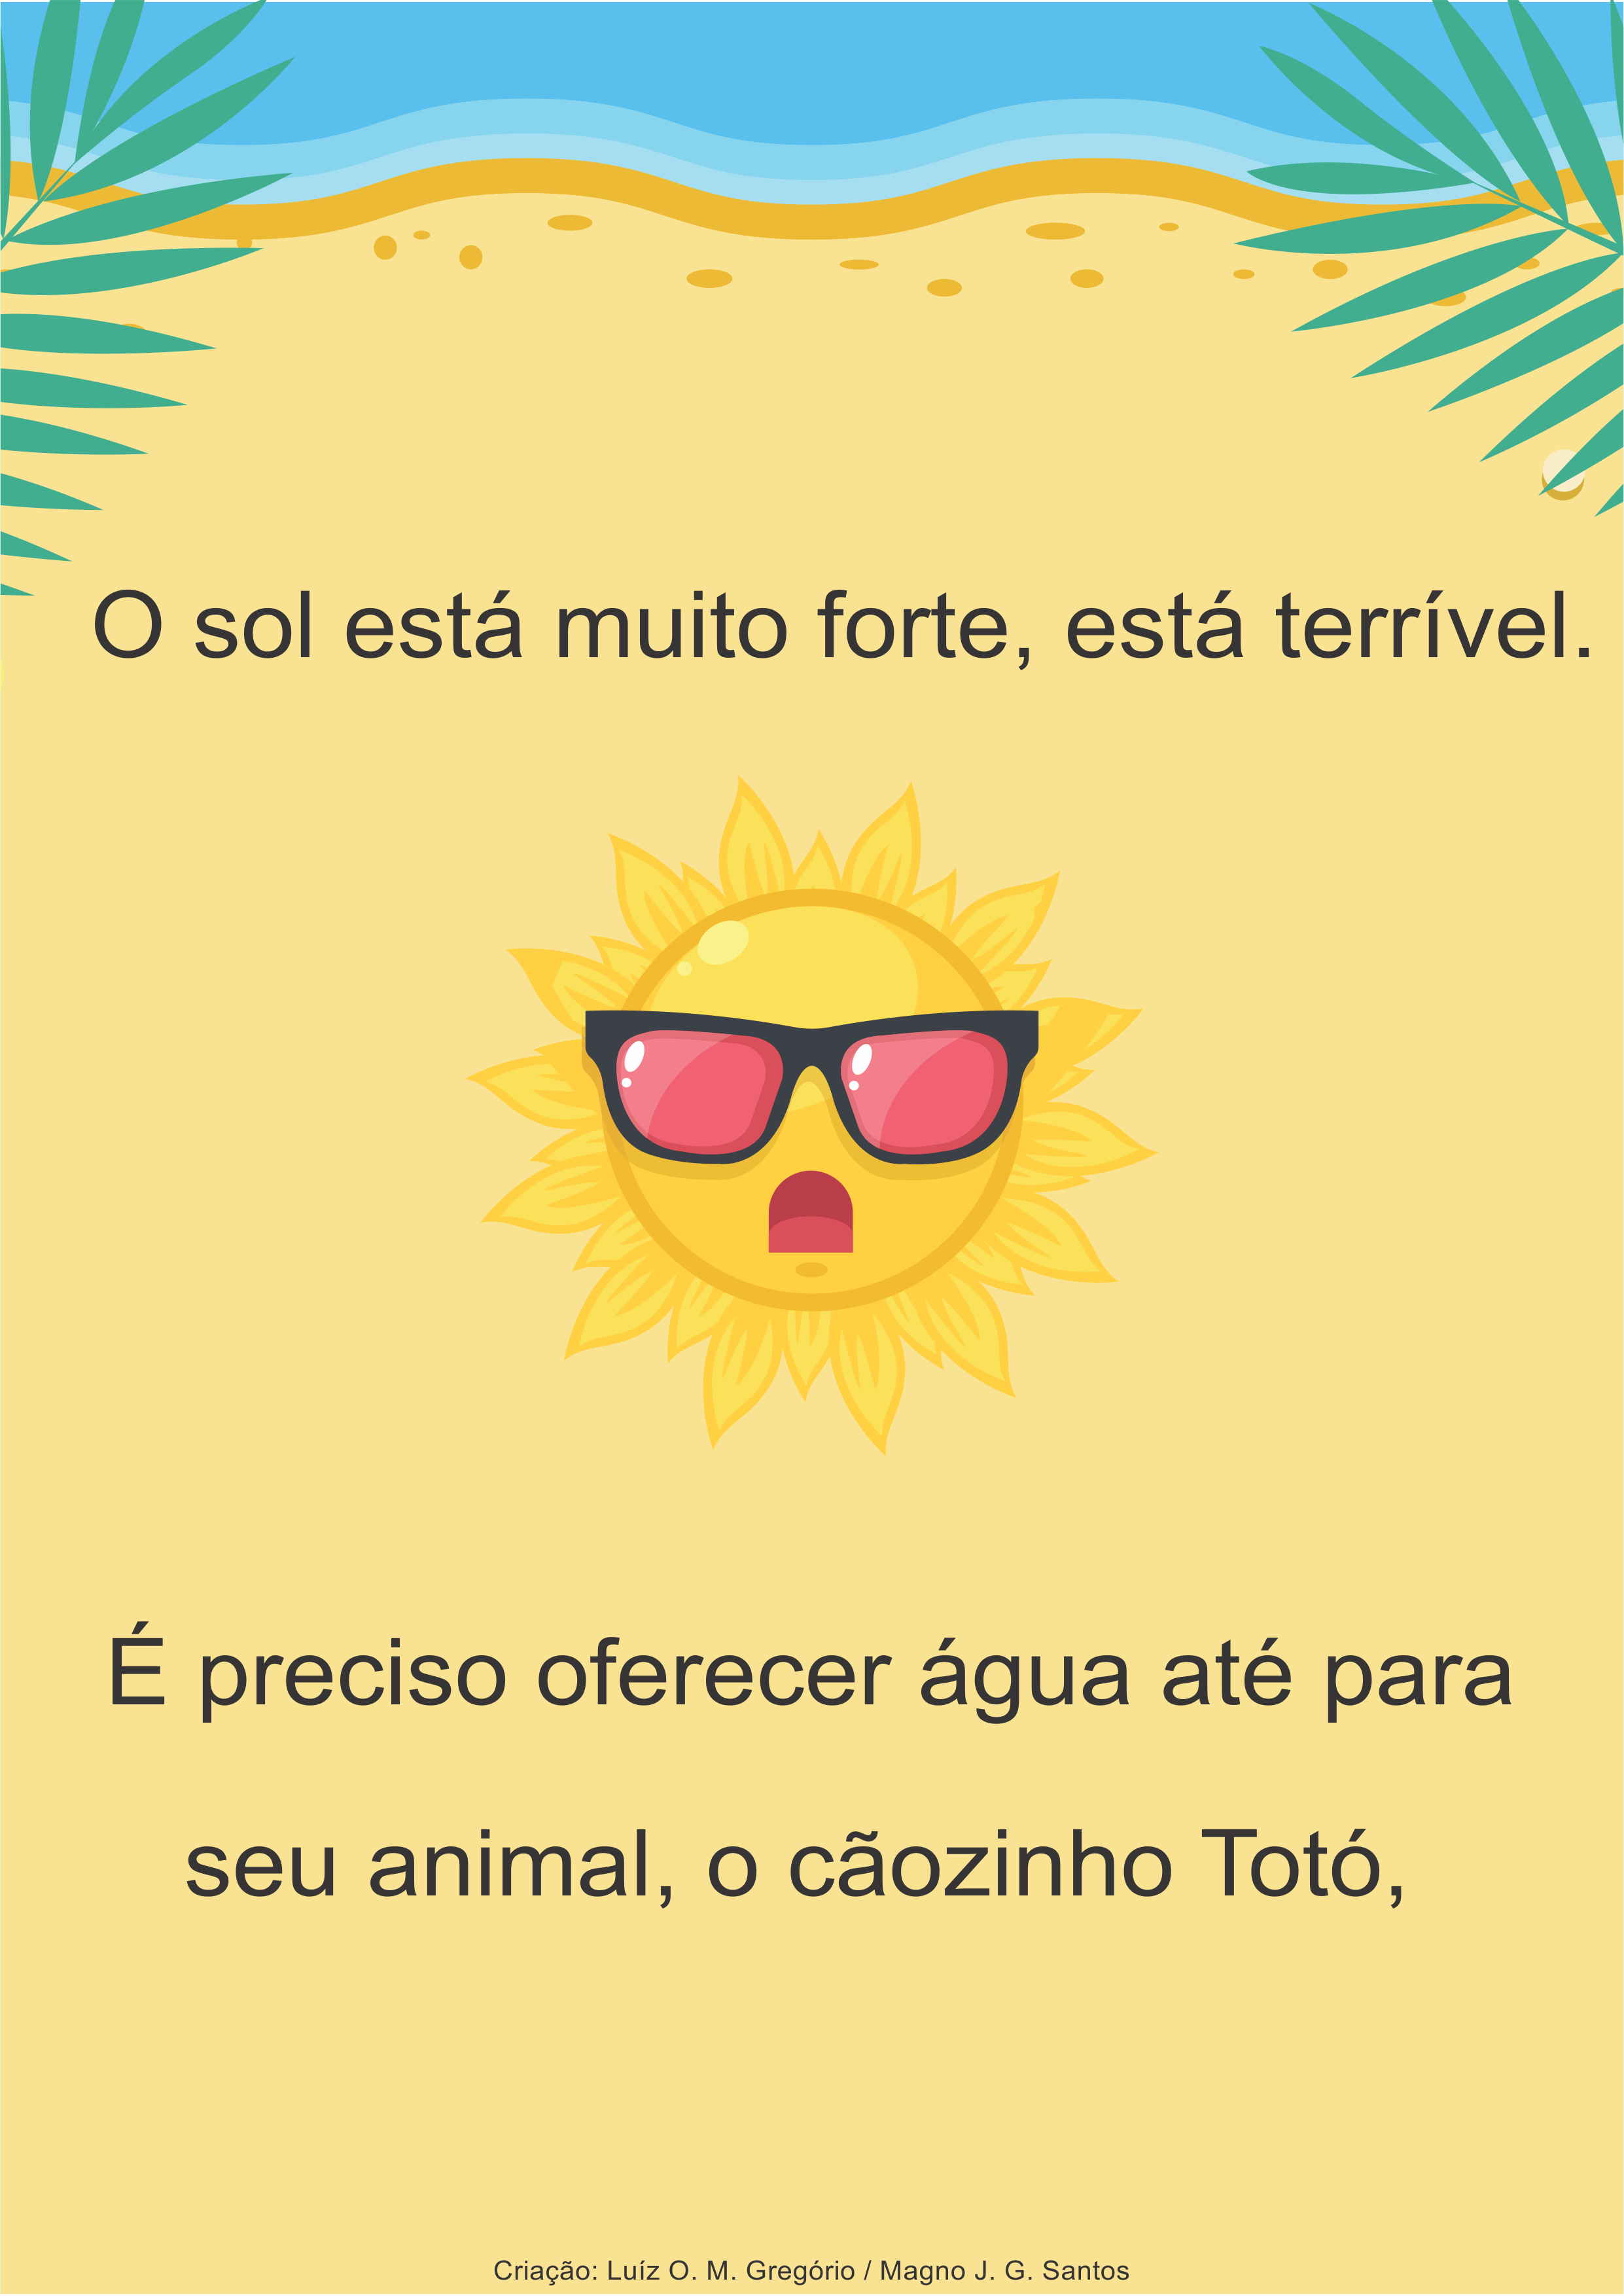 O sol está muito forte, está terrível.
É preciso oferecer água até para
seu animal, o cãozinho Totó,
Criação: Luíz O. M. Gregório / Magno J. G. Santos